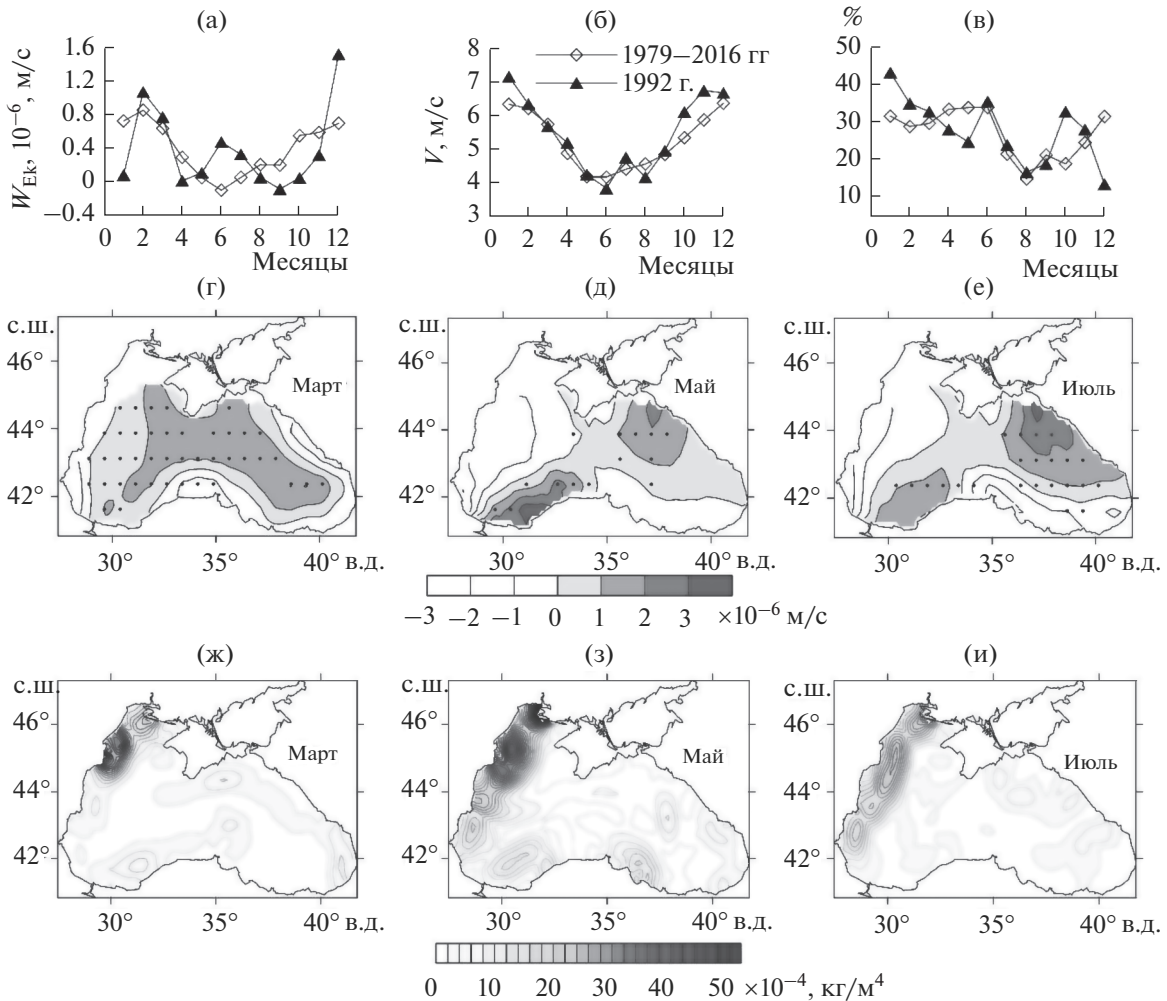 (а)
(б)
(в)
W_Ek, 10⁻⁶, м/с
1.6
1.2
0.8
0.4
0
−0.4
0 2 4 6 8 10 12
Месяцы
V, м/с
8
7
6
5
4
3
1979−2016 гг
1992 г.
0 2 4 6 8 10 12
Месяцы
%
50
40
30
20
10
0 2 4 6 8 10 12
Месяцы
(г)
(д)
(е)
с.ш.
46°
44°
42°
Март
30° 35° 40° в.д.
с.ш.
46°
44°
42°
Май
30° 35° 40° в.д.
с.ш.
46°
44°
42°
Июль
30° 35° 40° в.д.
−3 −2 −1 0 1 2 3 ×10⁻⁶ м/с
(ж)
(з)
(и)
с.ш.
46°
44°
42°
Март
30° 35° 40° в.д.
с.ш.
46°
44°
42°
Май
30° 35° 40° в.д.
с.ш.
46°
44°
42°
Июль
30° 35° 40° в.д.
0 10 20 30 40 50 ×10⁻⁴, кг/м⁴